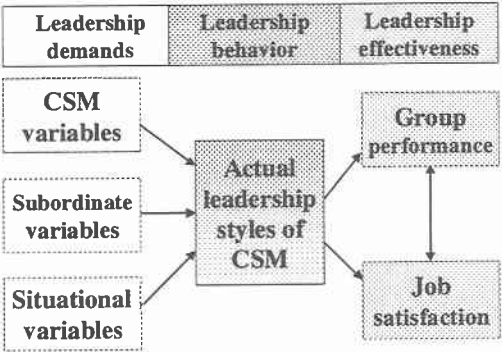 Leadership demands
Leadership behavior
Leadership effectiveness
CSM
variables
Subordinate
variables
Situational
variables
Actual
leadership
styles of
CSM
Group
performance
Job
satisfaction